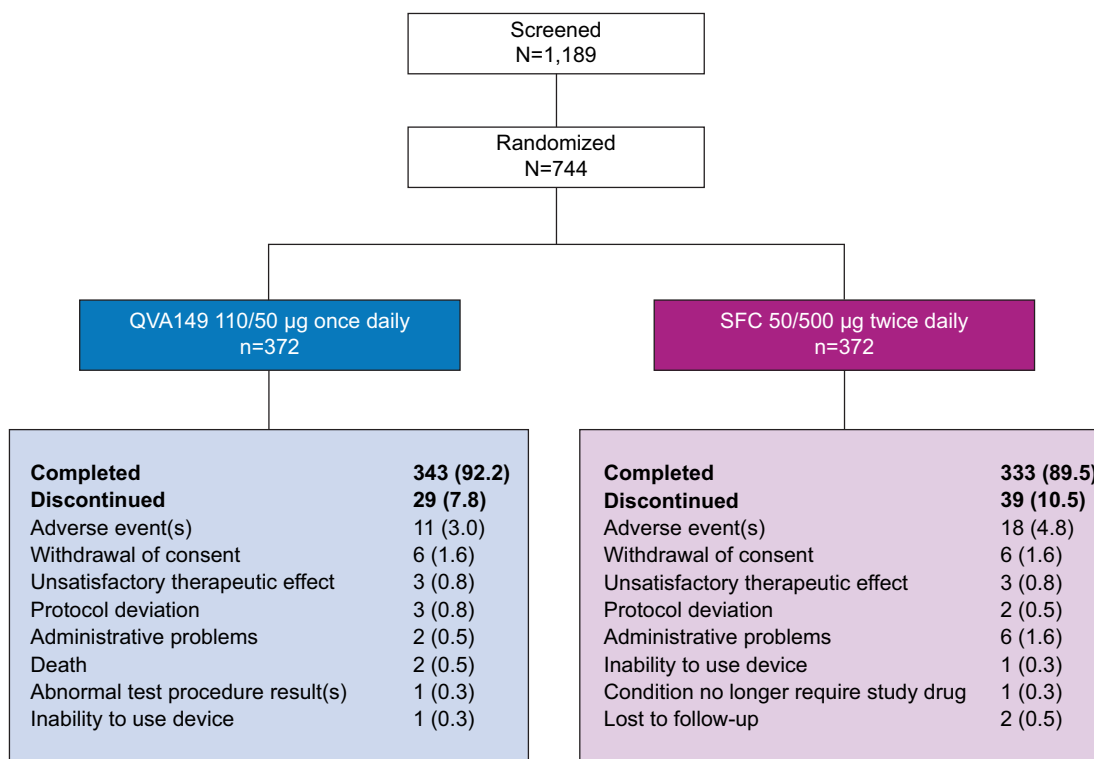 Screened
N=1,189
Randomized
N=744
QVA149 110/50 µg once daily
n=372
SFC 50/500 µg twice daily
n=372
Completed 343 (92.2)
Discontinued 29 (7.8)
Adverse event(s) 11 (3.0)
Withdrawal of consent 6 (1.6)
Unsatisfactory therapeutic effect 3 (0.8)
Protocol deviation 3 (0.8)
Administrative problems 2 (0.5)
Death 2 (0.5)
Abnormal test procedure result(s) 1 (0.3)
Inability to use device 1 (0.3)
Completed 333 (89.5)
Discontinued 39 (10.5)
Adverse event(s) 18 (4.8)
Withdrawal of consent 6 (1.6)
Unsatisfactory therapeutic effect 3 (0.8)
Protocol deviation 2 (0.5)
Administrative problems 6 (1.6)
Inability to use device 1 (0.3)
Condition no longer require study drug 1 (0.3)
Lost to follow-up 2 (0.5)